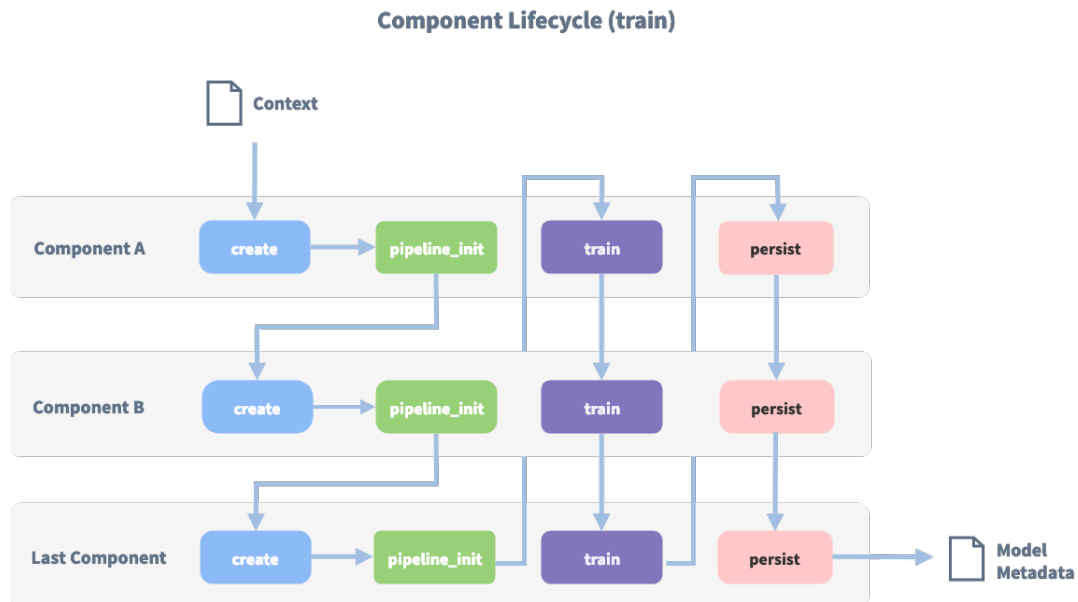 Component Lifecycle (train)
Context
Component A
create
pipeline_init
train
persist
Component B
create
pipeline_init
train
persist
Last Component
create
pipeline_init
train
persist
Model
Metadata